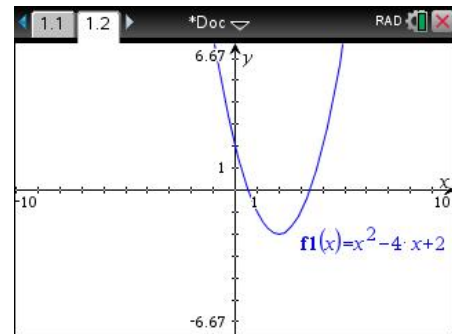 1.1 1.2 *Doc RAD
6.67 y
1
x
-10 1 10
f1(x)=x²-4·x+2
-6.67